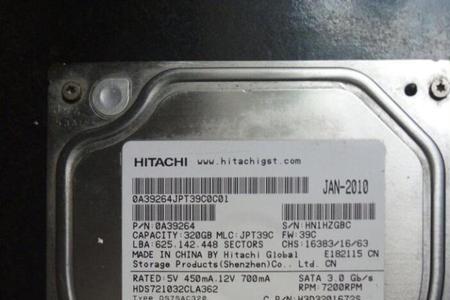 HITACHI www.hitachigst.com
JAN-2010
0A39264JPT39C0C01
P/N:0A39264 S/N:HN1HZGBC
CAPACITY:320GB MLC:JPT39C FW:39C
LBA:625.142.448 SECTORS CHS:16383/16/63
MADE IN CHINA BY Hitachi Global E182115 CN
Storage Products(Shenzhen)Co.. Ltd. CN
RATED:5V 450mA.12V 700mA SATA 3.0 Gb/s
HDS721032CLA362 RPM:7200RPM